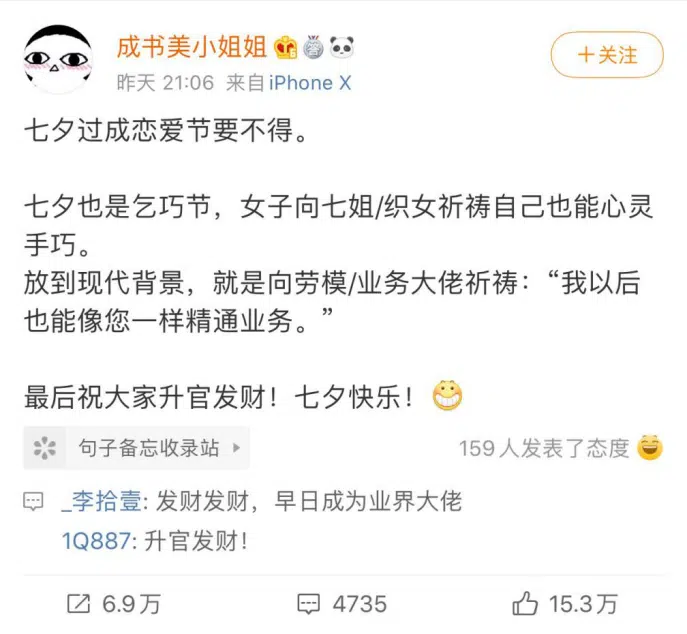 成书美小姐姐
+关注
昨天 21:06 来自iPhone X
七夕过成恋爱节要不得。
七夕也是乞巧节，女子向七姐/织女祈祷自己也能心灵
手巧。
放到现代背景，就是向劳模/业务大佬祈祷：“我以后
也能像您一样精通业务。”
最后祝大家升官发财！七夕快乐！
句子备忘收录站
159人发表了态度
_李拾壹: 发财发财，早日成为业界大佬
1Q887: 升官发财！
6.9万
4735
15.3万